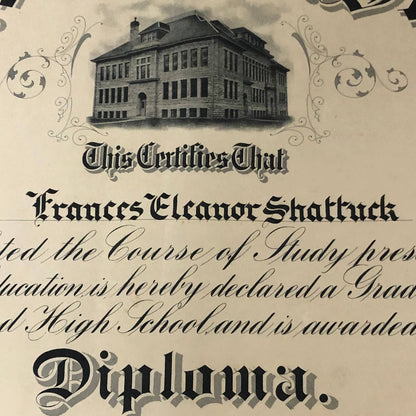 This Certifies That
Frances Eleanor Shattuck
ted the Course of Study pres
ducation, is hereby declared a Grad
d High School, and is awarde
Diploma.